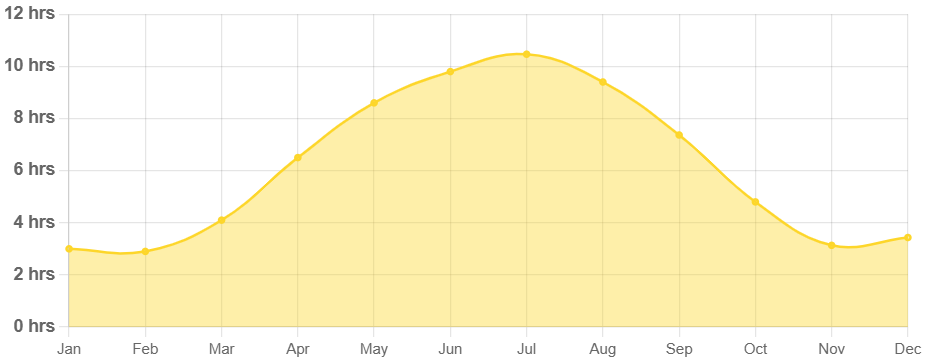 12 hrs
10 hrs
8 hrs
6 hrs
4 hrs
2 hrs
0 hrs
Jan Feb Mar Apr May Jun Jul Aug Sep Oct Nov Dec